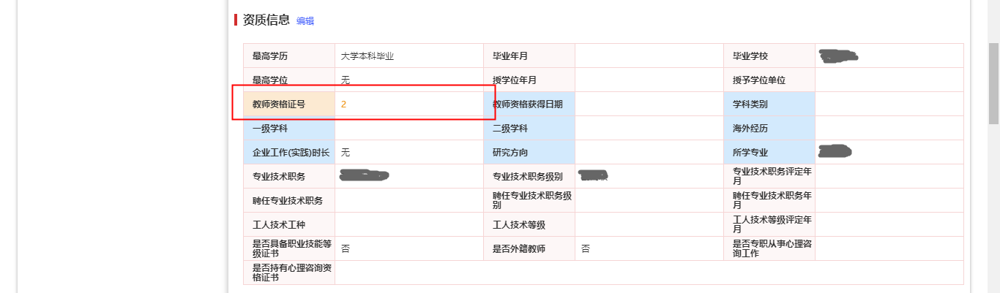 资质信息 编辑
最高学历 大学本科毕业 毕业年月 毕业学校
最高学位 无 授学位年月 授予学位单位
教师资格证号 2 教师资格获得日期 学科类别
一级学科 二级学科 海外经历
企业工作(实践)时长 无 研究方向 所学专业
专业技术职务 专业技术职务级别 专业技术职务评定年
月
聘任专业技术职务 聘任专业技术职务级
别
聘任专业技术职务年
月
工人技术工种 工人技术等级 工人技术等级评定年
月
是否具备职业技能等
级证书
否 是否外籍教师 否 是否专职从事心理咨
询工作
是否持有心理咨询资
格证书